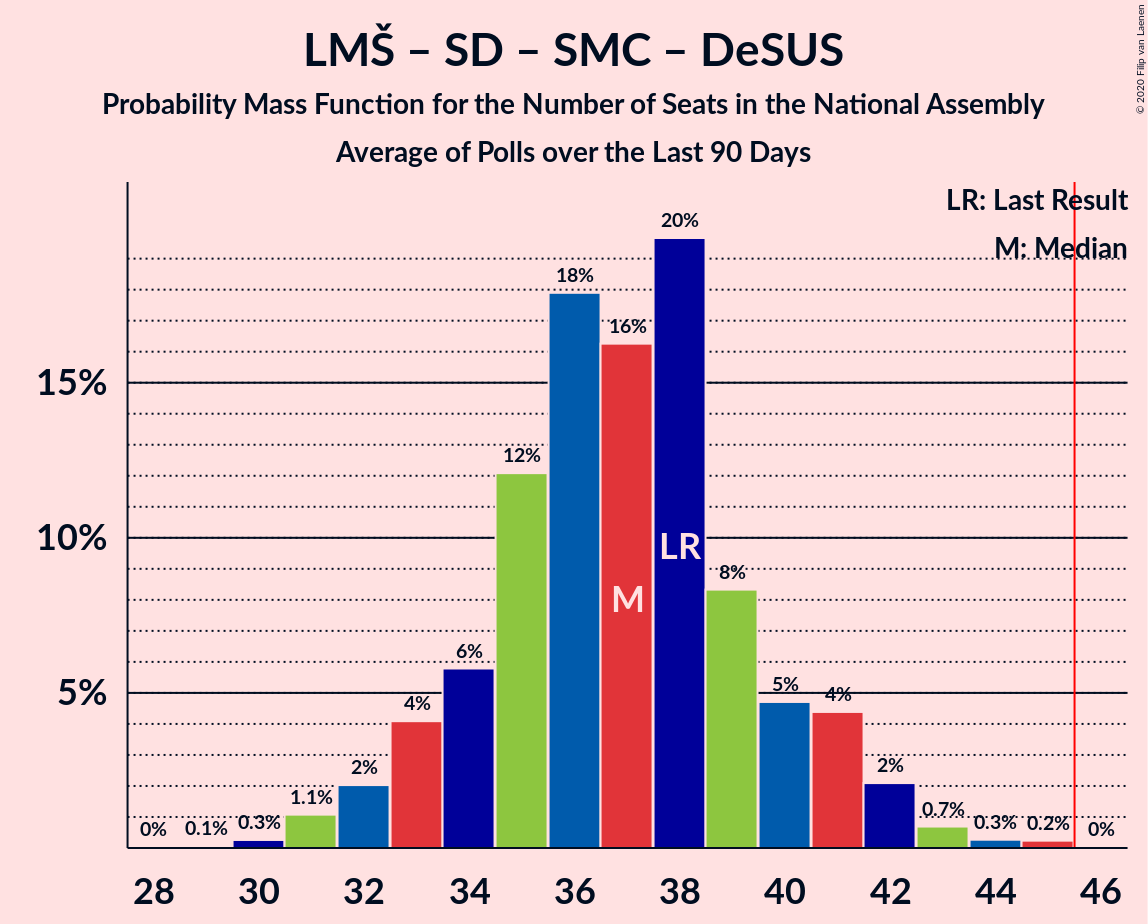 LMŠ – SD – SMC – DeSUS
Probability Mass Function for the Number of Seats in the National Assembly
Average of Polls over the Last 90 Days
© 2020 Filip van Laenen
LR: Last Result
M: Median
20%
18%
16%
15%
12%
10%
LR
8%
M
6%
5%
5%
4%
4%
2%
2%
1.1%
0.7%
0% 0.1% 0.3% 0.3% 0.2% 0%
28 30 32 34 36 38 40 42 44 46